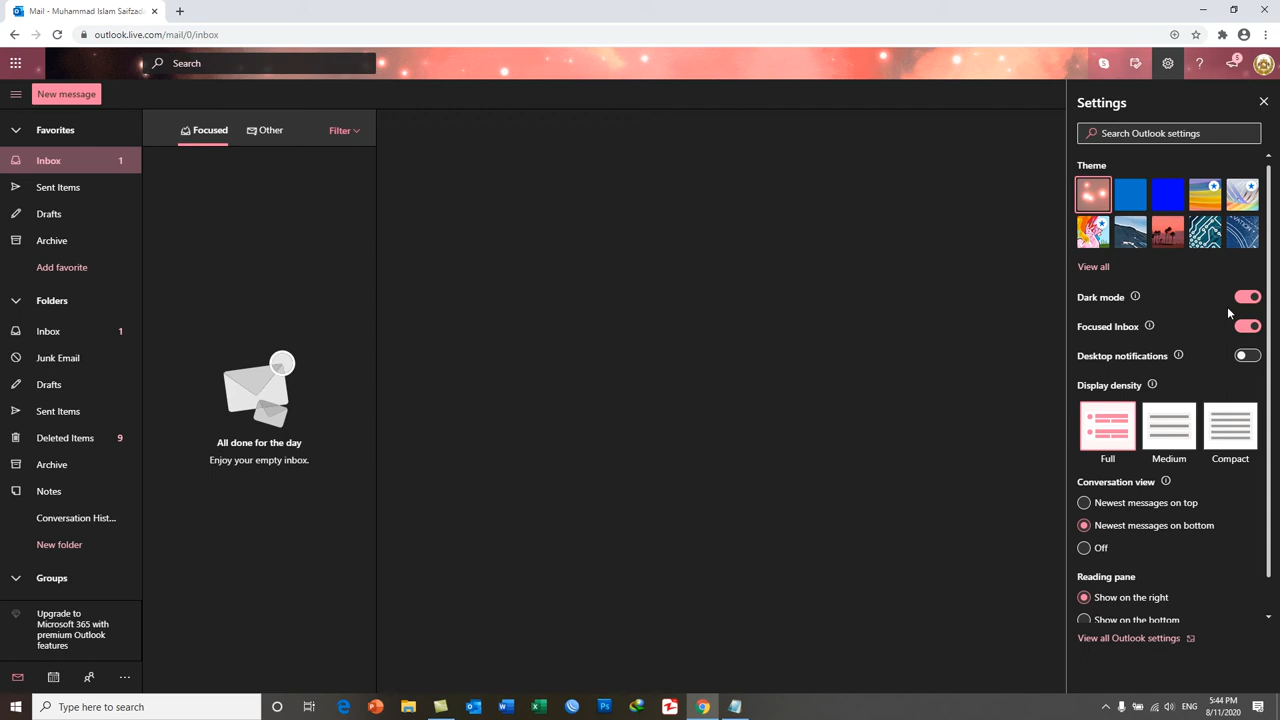 Mail - Muhammad Islam Saifzad
outlook.live.com/mail/0/inbox
Search
5
New message
Settings
Search Outlook settings
Favorites
Focused
Other
Filter
Inbox 1
Sent Items
Drafts
Archive
Add favorite
Folders
Inbox 1
Junk Email
Drafts
Sent Items
Deleted Items 9
Archive
Notes
Conversation Hist...
New folder
Groups
Upgrade to
Microsoft 365 with
premium Outlook
features
All done for the day
Enjoy your empty inbox.
Theme
View all
Dark mode
Focused Inbox
Desktop notifications
Display density
Full
Medium
Compact
Conversation view
Newest messages on top
Newest messages on bottom
Off
Reading pane
Show on the right
Show on the bottom
View all Outlook settings
Type here to search
ENG
5:44 PM
8/11/2020